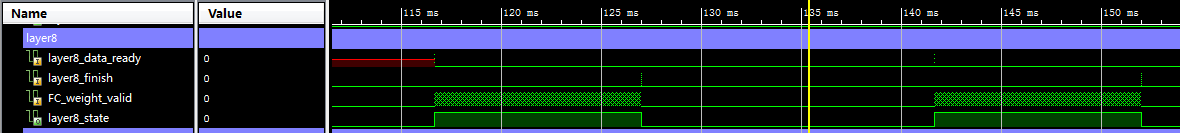 Name Value 115 ms 120 ms 125 ms 130 ms 135 ms 140 ms 145 ms 150 ms
layer8
layer8_data_ready 0
layer8_finish 0
FC_weight_valid 0
layer8_state 0